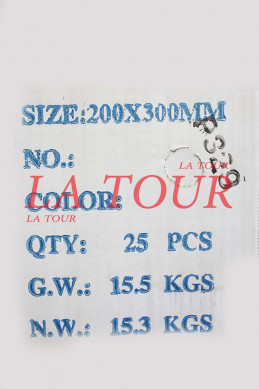 SIZE:200X300MM
NO.:
LA TOUR
LA TOUR
COLOR:
LA TOUR
QTY: 25 PCS
G.W.: 15.5 KGS
N.W.: 15.3 KGS